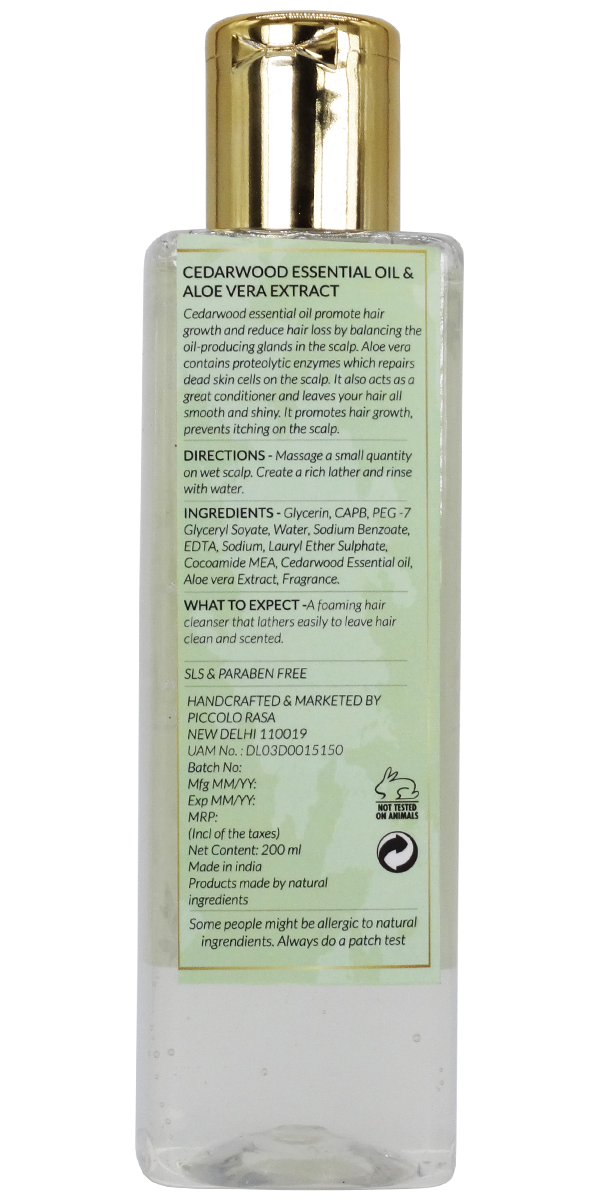 CEDARWOOD ESSENTIAL OIL &
ALOE VERA EXTRACT
Cedarwood essential oil promote hair
growth and reduce hair loss by balancing the
oil-producing glands in the scalp. Aloe vera
contains proteolytic enzymes which repairs
dead skin cells on the scalp. It also acts as a
great conditioner and leaves your hair all
smooth and shiny. It promotes hair growth,
prevents itching on the scalp.
DIRECTIONS - Massage a small quantity
on wet scalp. Create a rich lather and rinse
with water.
INGREDIENTS - Glycerin, CAPB, PEG -7
Glyceryl Soyate, Water, Sodium Benzoate,
EDTA, Sodium, Lauryl Ether Sulphate,
Cocoamide MEA, Cedarwood Essential oil,
Aloe vera Extract, Fragrance.
WHAT TO EXPECT -A foaming hair
cleanser that lathers easily to leave hair
clean and scented.
SLS & PARABEN FREE
HANDCRAFTED & MARKETED BY
PICCOLO RASA
NEW DELHI 110019
UAM No. : DL03D0015150
Batch No:
Mfg MM/YY:
Exp MM/YY:
MRP:
(Incl of the taxes)
Net Content: 200 ml
Made in india
Products made by natural
ingredients
NOT TESTED
ON ANIMALS
Some people might be allergic to natural
ingrendients. Always do a patch test